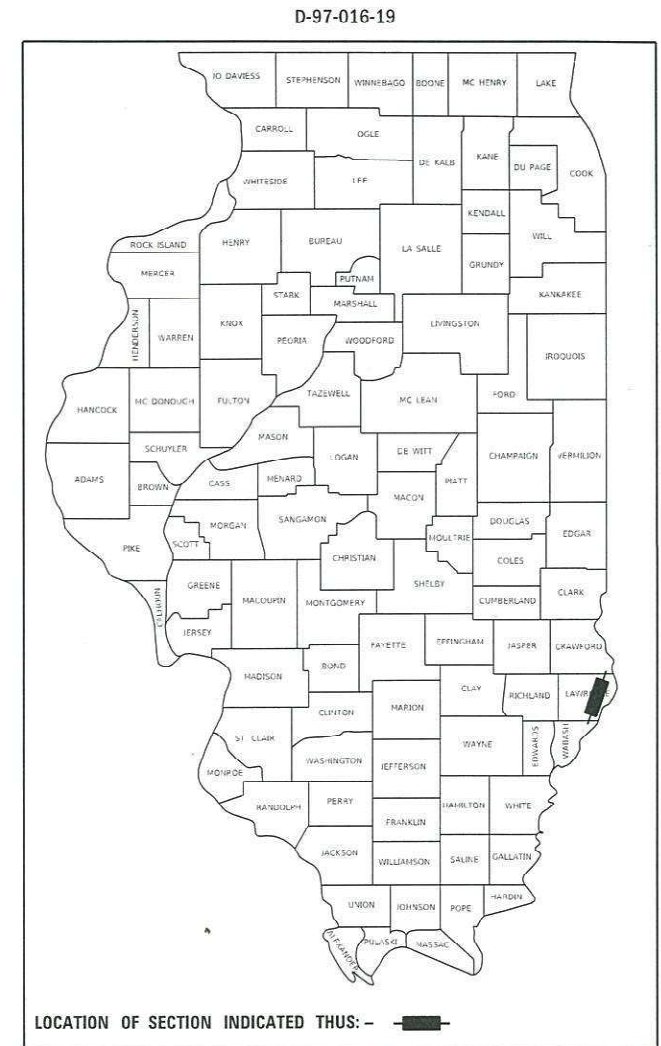 D-97-016-19
JO DAVIESS STEPHENSON WINNEBAGO BOONE MC HENRY LAKE
CARROLL OGLE
DE KALB KANE DU PAGE COOK
WHITESIDE LEE
KENDALL
ROCK ISLAND HENRY BUREAU LA SALLE WILL
GRUNDY
MERCER PUTNAM
STARK MARSHALL KANKAKEE
HENDERSON WARREN KNOX PEORIA WOODFORD LIVINGSTON
IROQUOIS
HANCOCK MC DONOUGH FULTON TAZEWELL MC LEAN FORD
MASON
SCHUYLER LOGAN DE WITT CHAMPAIGN VERMILION
ADAMS BROWN CASS MENARD PIATT
MACON
MORGAN SANGAMON DOUGLAS
PIKE SCOTT MOULTRIE EDGAR
CHRISTIAN COLES
GREENE SHELBY
CALHOUN MACOUPIN MONTGOMERY CUMBERLAND CLARK
JERSEY FAYETTE EFFINGHAM JASPER CRAWFORD
BOND
MADISON CLAY RICHLAND
CLINTON MARION
ST CLAIR WAYNE EDWARDS WABASH
WASHINGTON JEFFERSON
MONROE
RANDOLPH PERRY HAMILTON WHITE
FRANKLIN
JACKSON WILLIAMSON SALINE GALLATIN
UNION JOHNSON POPE HARDIN
ALEXANDER PULASKI MASSAC
LOCATION OF SECTION INDICATED THUS: –